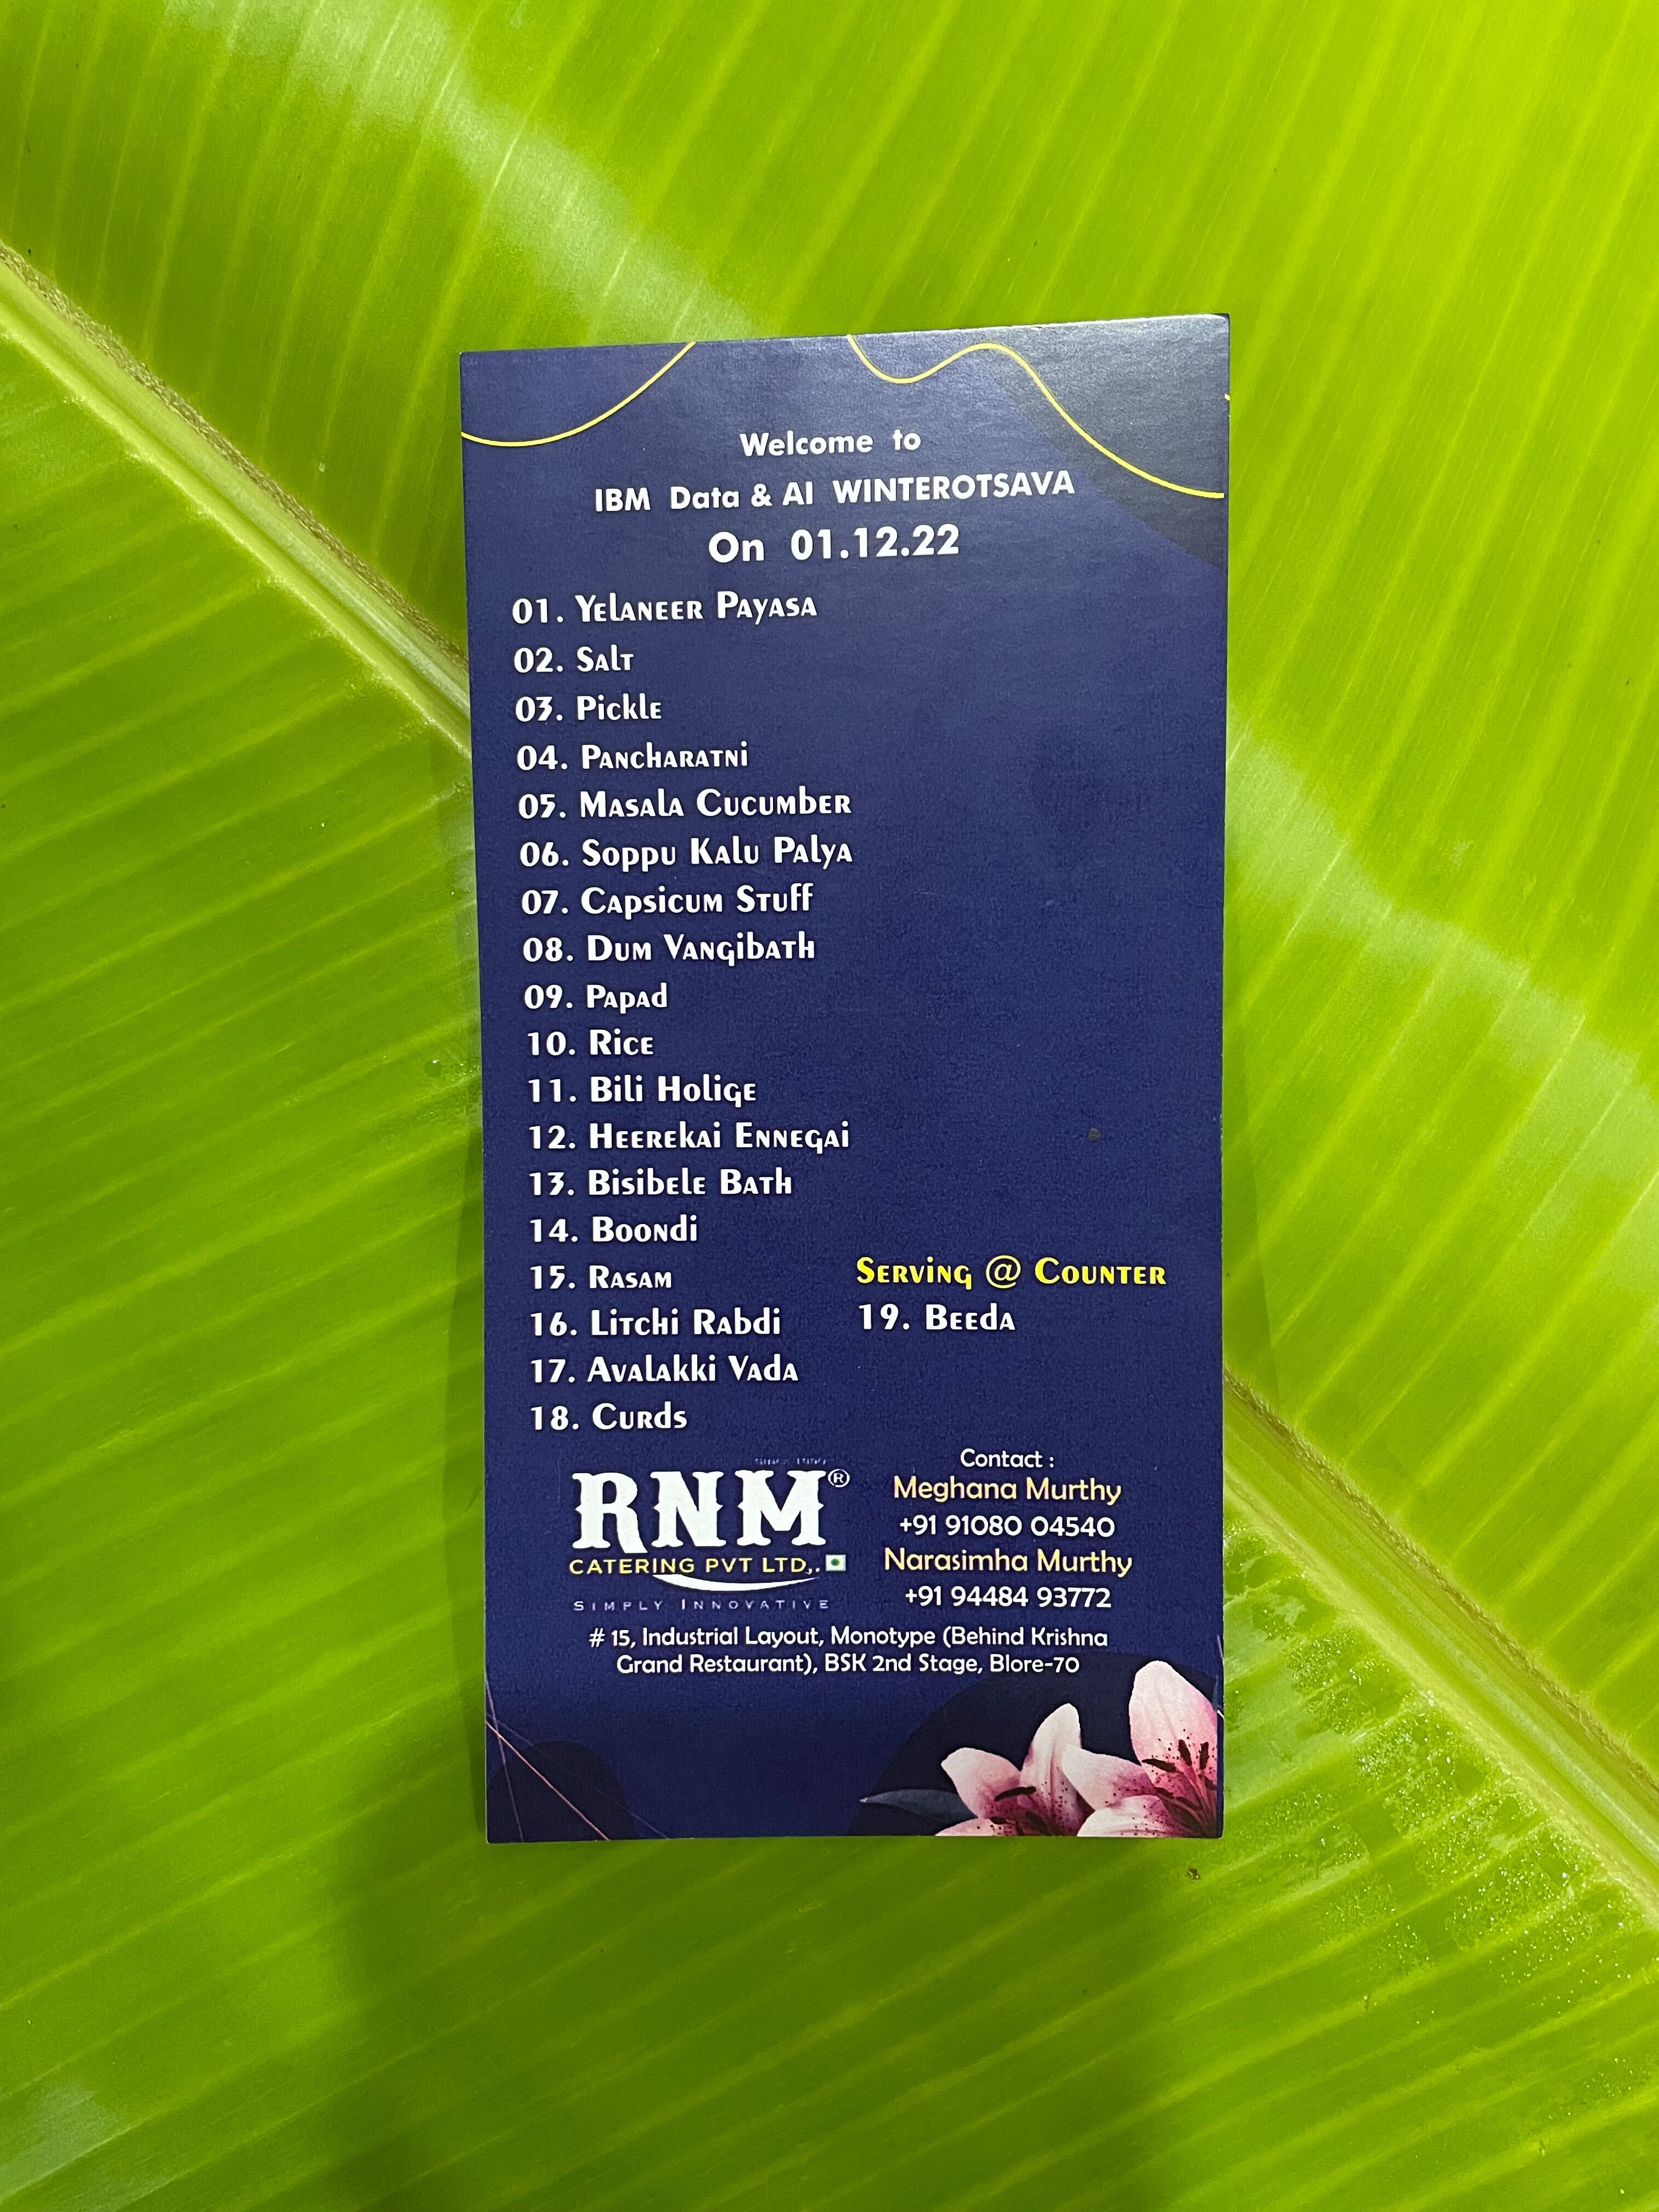 Welcome to
IBM Data & AI WINTEROTSAVA
On 01.12.22
01. Yelaneer Payasa
02. Salt
03. Pickle
04. Pancharatni
05. Masala Cucumber
06. Soppu Kalu Palya
07. Capsicum Stuff
08. Dum Vangibath
09. Papad
10. Rice
11. Bili Holige
12. Heerekai Ennegai
13. Bisibele Bath
14. Boondi
15. Rasam
16. Litchi Rabdi
17. Avalakki Vada
18. Curds
Serving @ Counter
19. Beeda
RNM®
CATERING PVT LTD,.
SIMPLY INNOVATIVE
Contact :
Meghana Murthy
+91 91080 04540
Narasimha Murthy
+91 94484 93772
# 15, Industrial Layout, Monotype (Behind Krishna
Grand Restaurant), BSK 2nd Stage, Blore-70